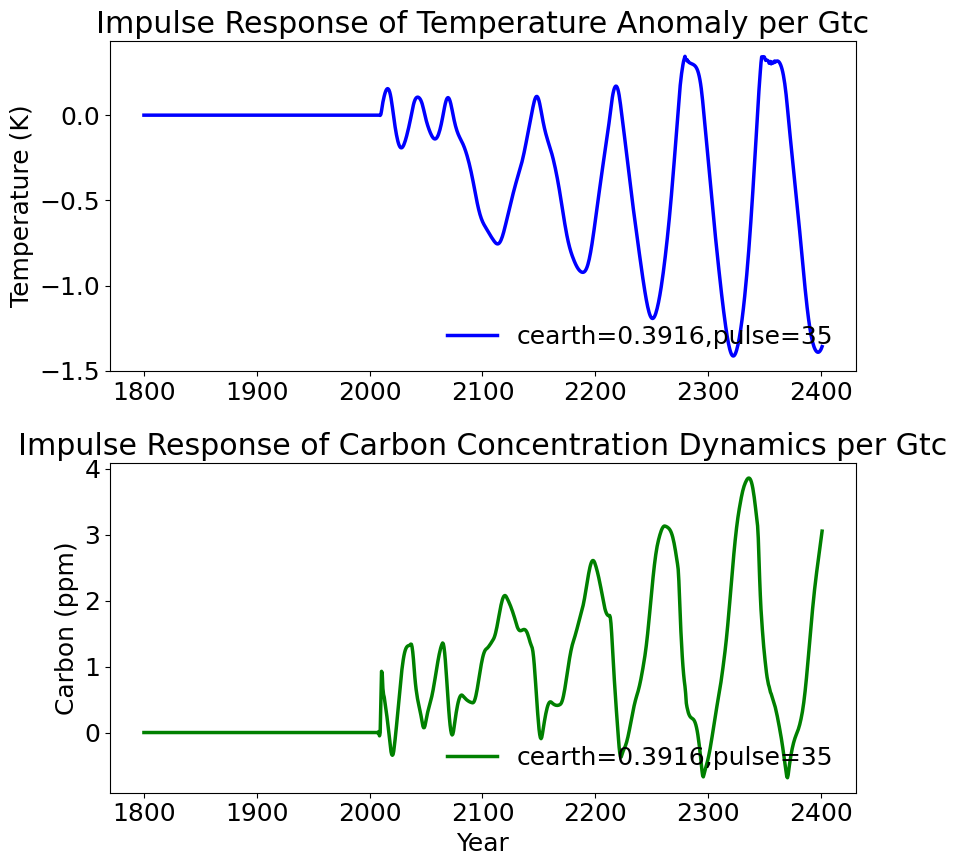 Impulse Response of Temperature Anomaly per Gtc
Temperature (K)
0.0
−0.5
−1.0
−1.5
cearth=0.3916,pulse=35
1800 1900 2000 2100 2200 2300 2400
Impulse Response of Carbon Concentration Dynamics per Gtc
Carbon (ppm)
4
3
2
1
0
cearth=0.3916,pulse=35
1800 1900 2000 2100 2200 2300 2400
Year